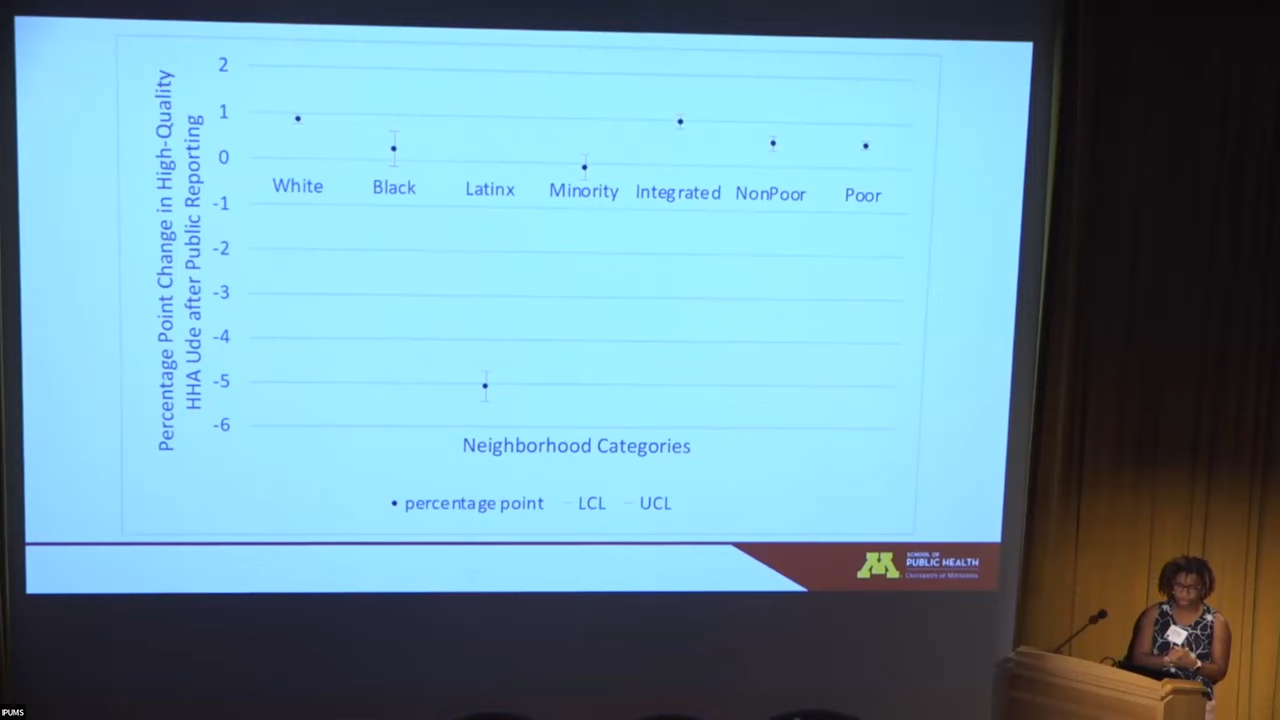 Percentage Point Change in High-Quality
HHA Ude after Public Reporting
2
1
0
-1
-2
-3
-4
-5
-6
White Black Latinx Minority Integrated NonPoor Poor
Neighborhood Categories
percentage point LCL UCL
M
SCHOOL OF
PUBLIC HEALTH
UNIVERSITY OF MINNESOTA
IPUMS